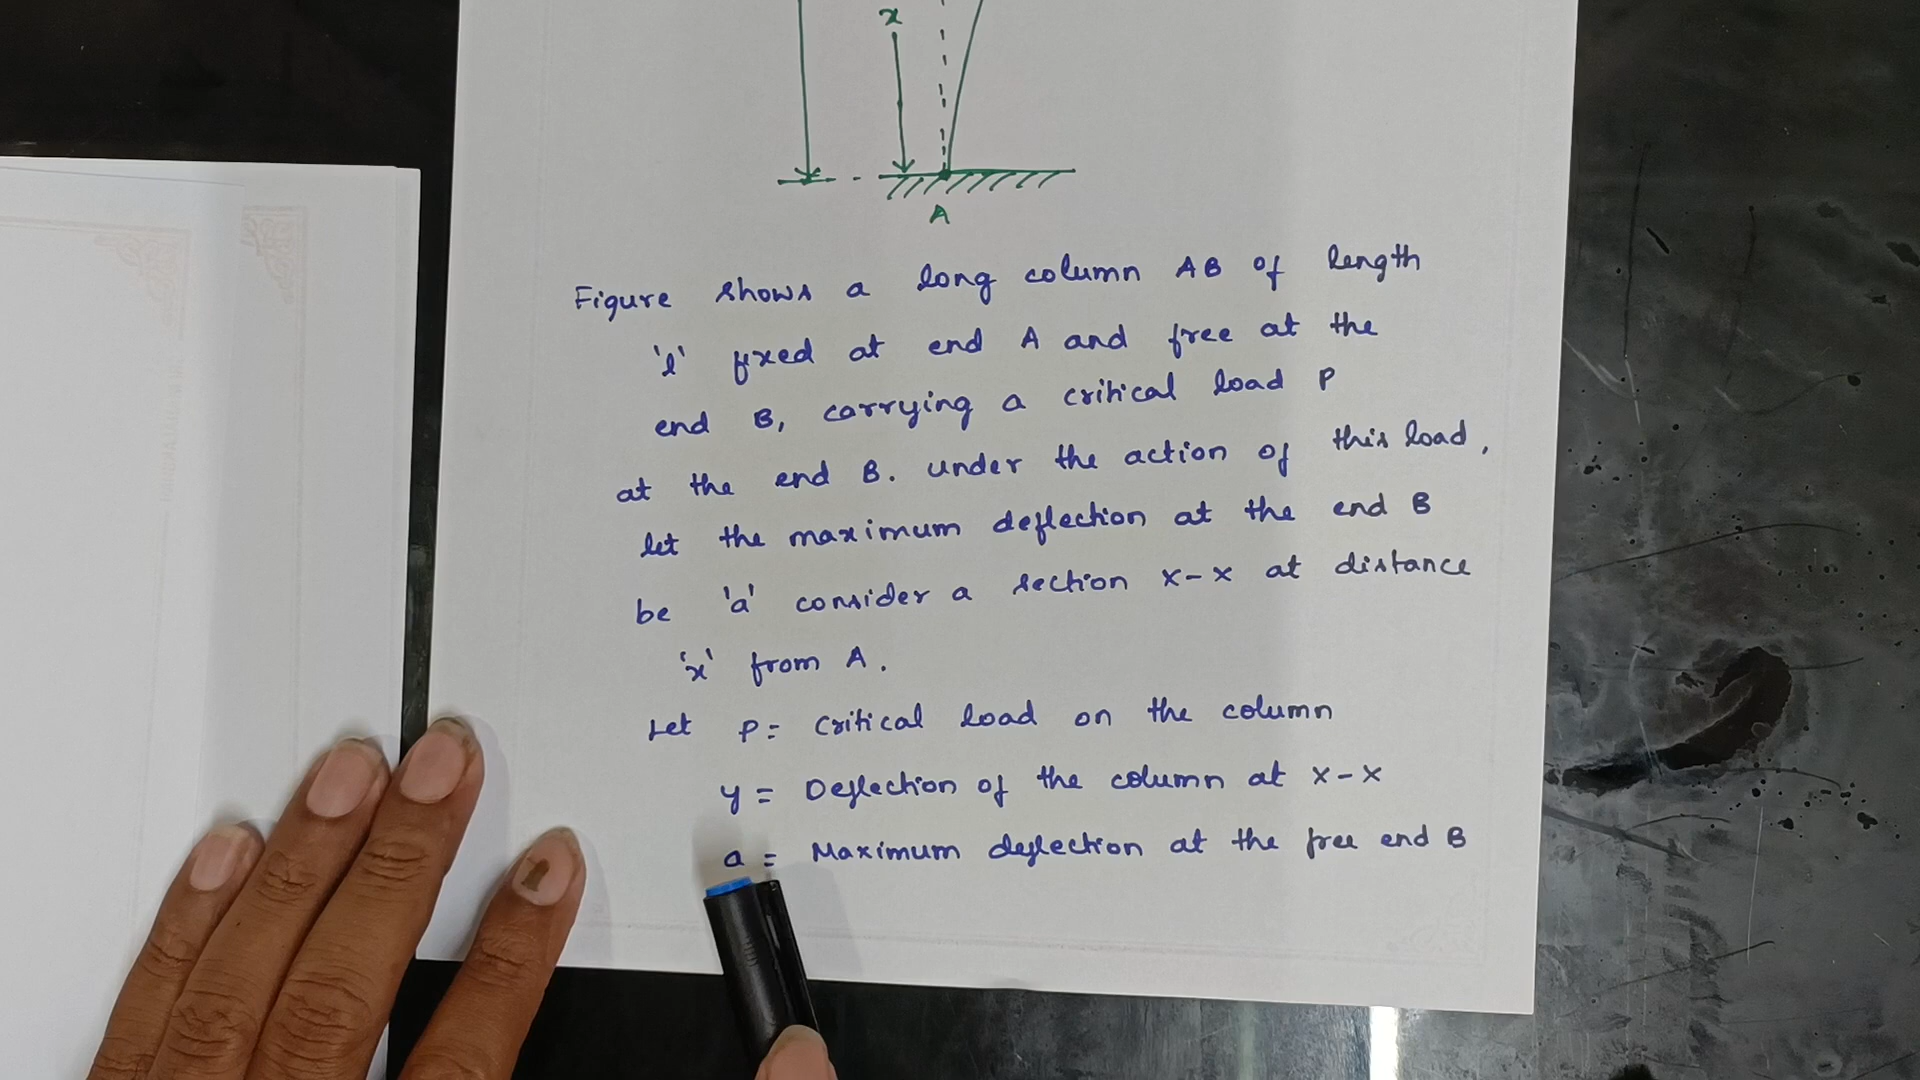 x
A
Figure shows a long column AB of length
'l' fixed at end A and free at the
end B, carrying a critical load P
at the end B. under the action of this load,
let the maximum deflection at the end B
be 'a' consider a section x-x at distance
'x' from A.
Let P = Critical load on the column
y = Deflection of the column at x-x
a = Maximum deflection at the free end B